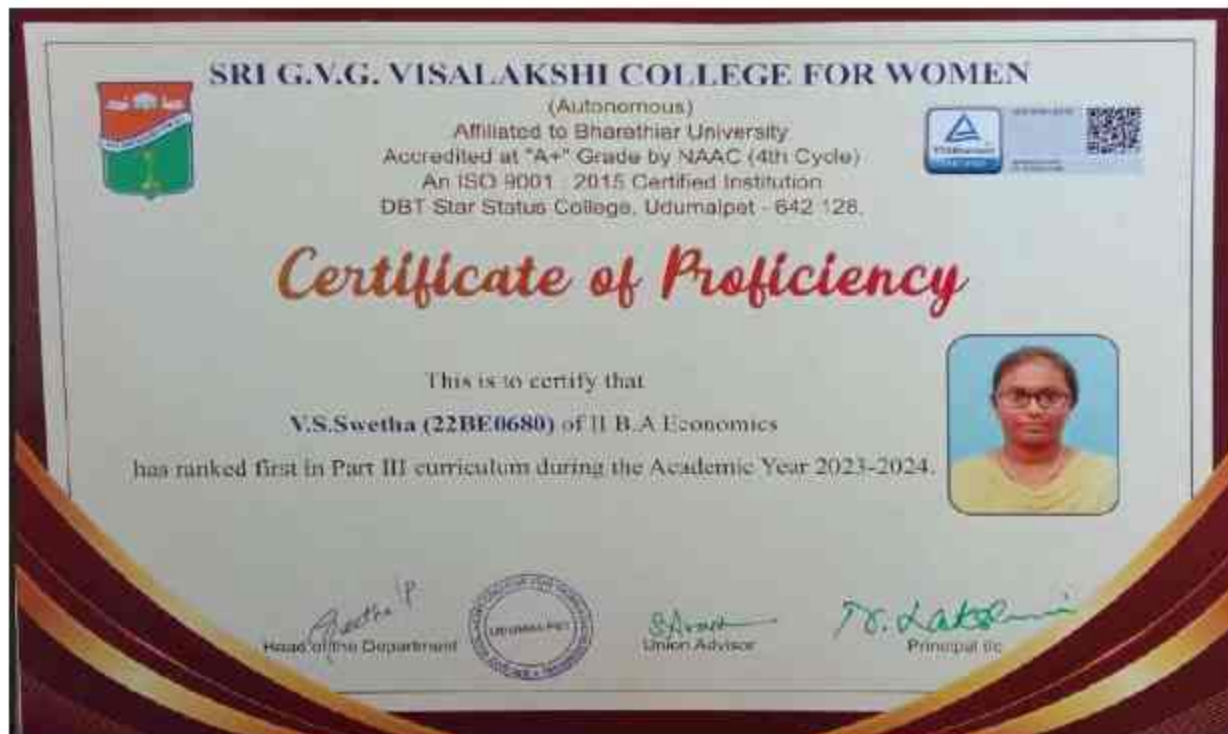 SRI G.V.G. VISALAKSHI COLLEGE FOR WOMEN
(Autonomous)
Affiliated to Bharathiar University
Accredited at "A+" Grade by NAAC (4th Cycle)
An ISO 9001 : 2015 Certified Institution
DBT Star Status College, Udumalpet - 642 128.
Certificate of Proficiency
This is to certify that
V.S.Swetha (22BE0680) of II B.A Economics
has ranked first in Part III curriculum during the Academic Year 2023-2024.
Geetha P
UDUMALPET
Head of the Department
Union Advisor
Principal i/c